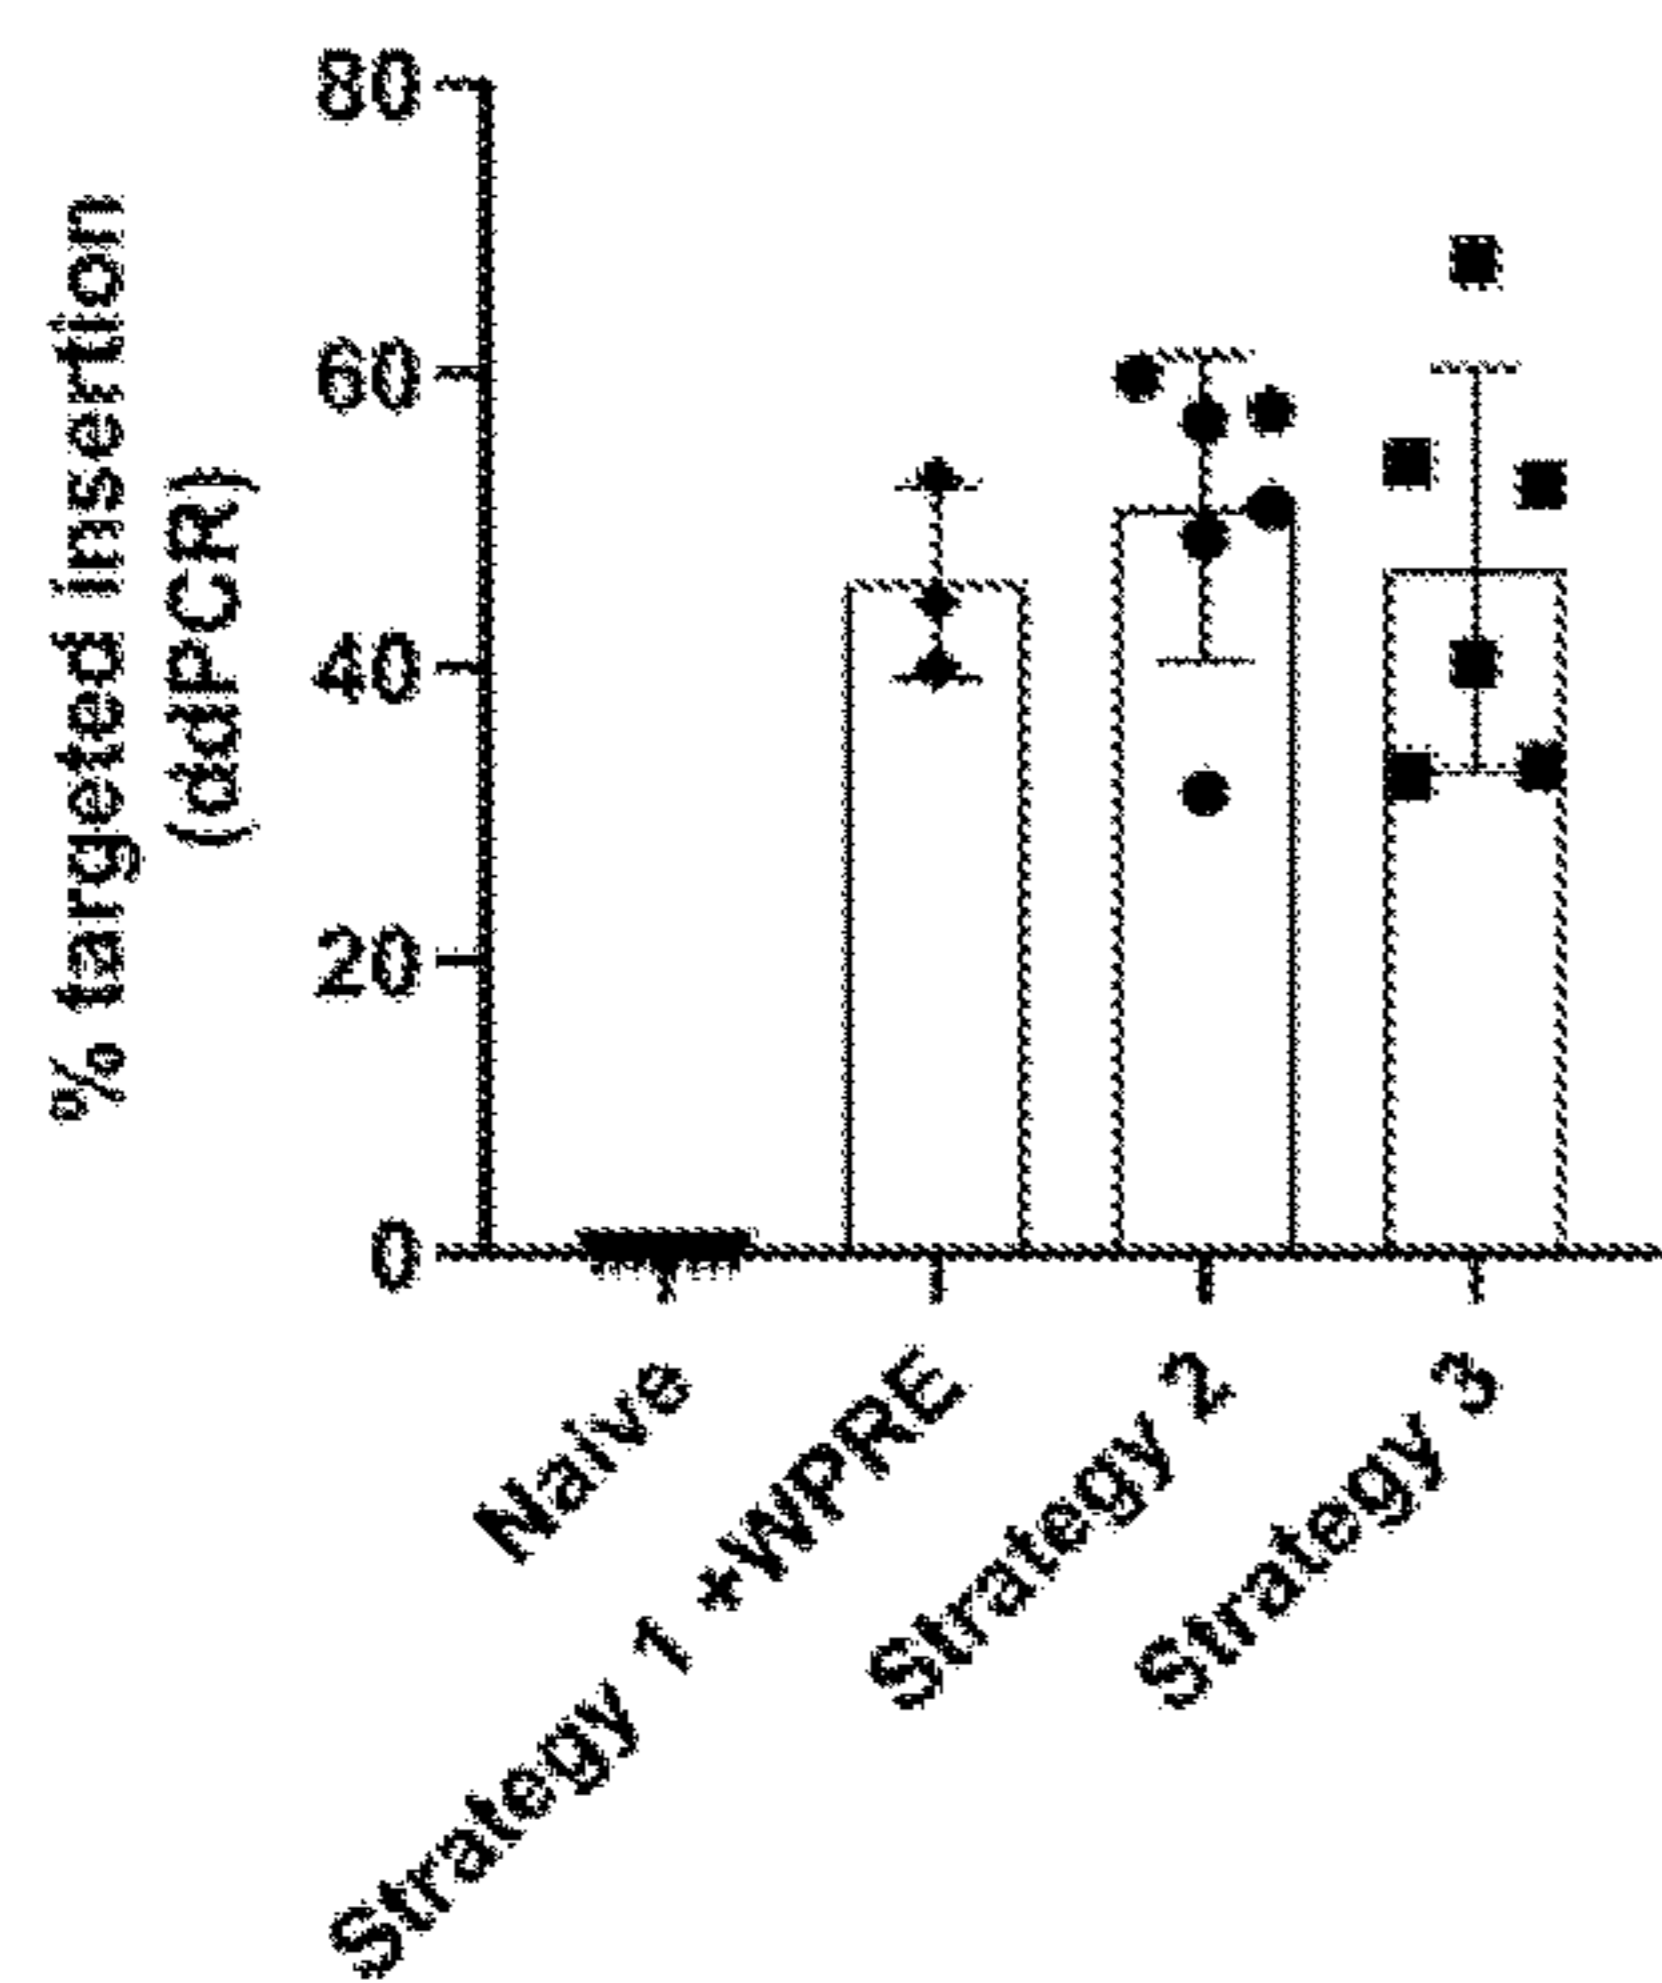 % targeted insertion
(ddPCR)
80
60
40
20
0
Naive
Strategy 1 +WPRE
Strategy 2
Strategy 3